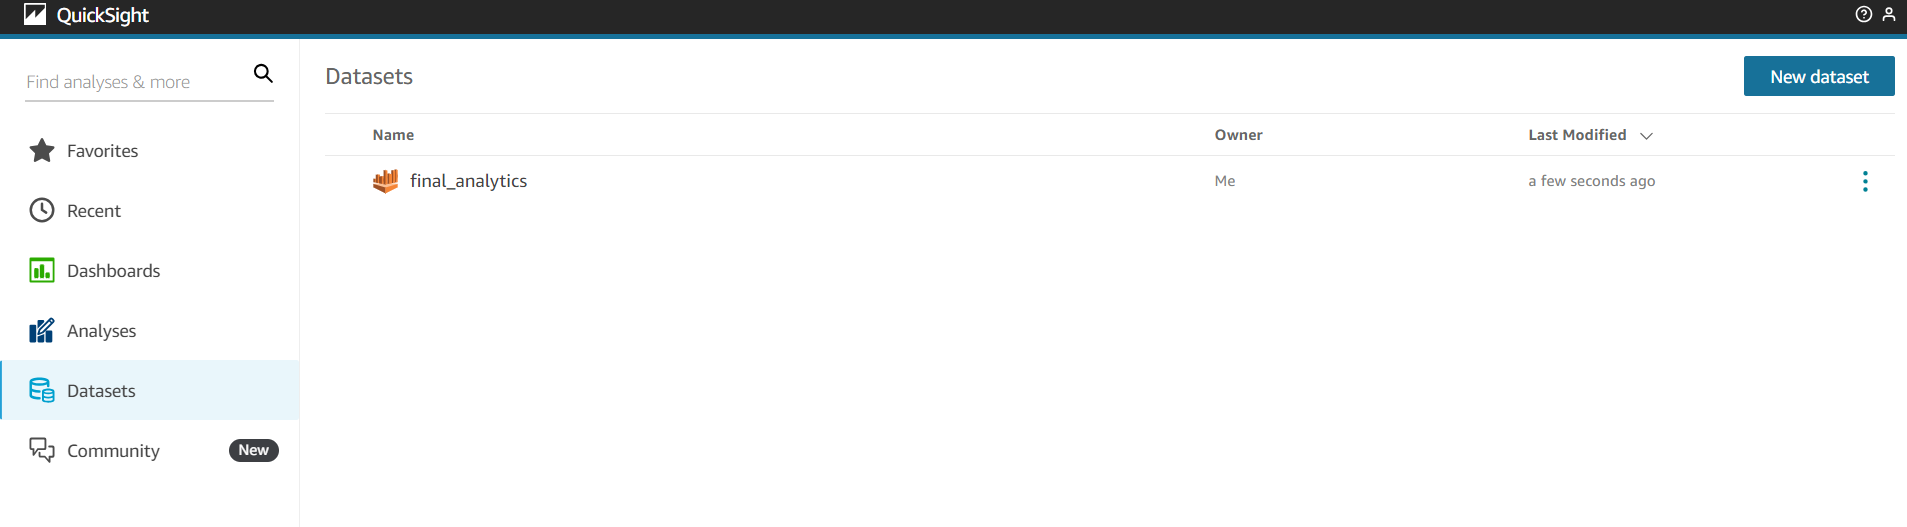 QuickSight
Find analyses & more
Favorites
Recent
Dashboards
Analyses
Datasets
Community New
Datasets
New dataset
Name Owner Last Modified
final_analytics Me a few seconds ago